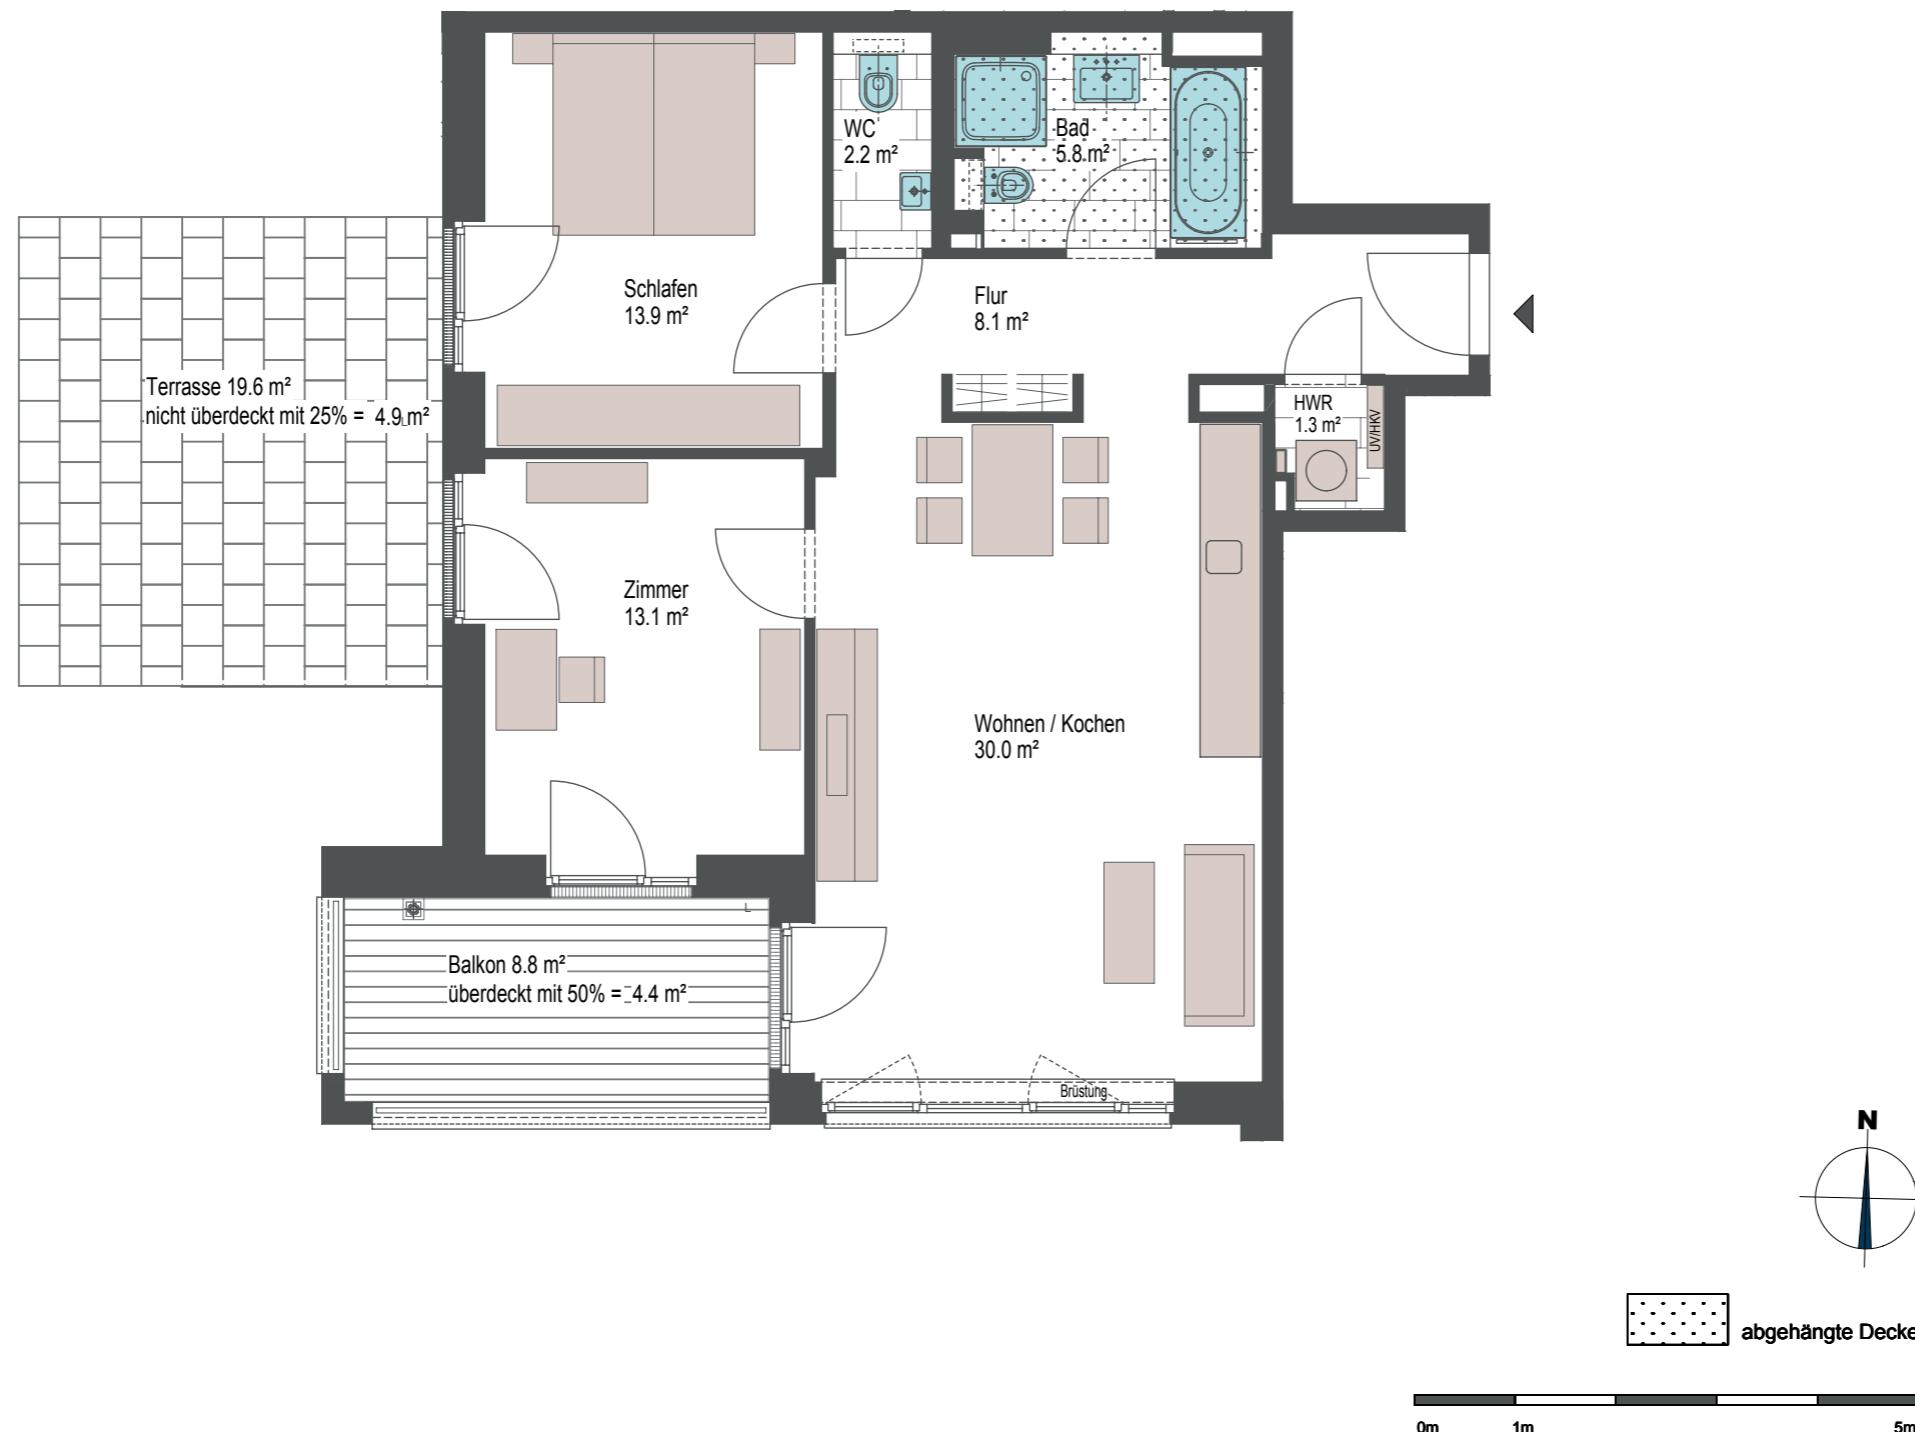 WC
2.2 m²
Bad
5.8 m²
Schlafen
13.9 m²
Flur
8.1 m²
Terrasse 19.6 m²
nicht überdeckt mit 25% = 4.9 m²
HWR
1.3 m²
UV/HKV
Zimmer
13.1 m²
Wohnen / Kochen
30.0 m²
Balkon 8.8 m²
überdeckt mit 50% = 4.4 m²
Brüstung
N
abgehängte Decke
0m 1m 5m